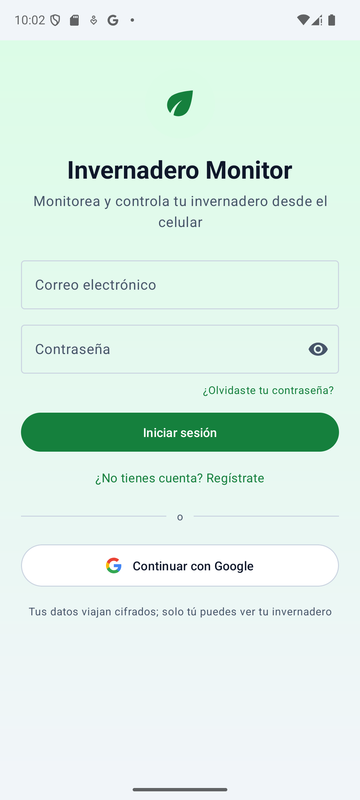 10:02
Invernadero Monitor
Monitorea y controla tu invernadero desde el
celular
Correo electrónico
Contraseña
¿Olvidaste tu contraseña?
Iniciar sesión
¿No tienes cuenta? Regístrate
o
Continuar con Google
Tus datos viajan cifrados; solo tú puedes ver tu invernadero